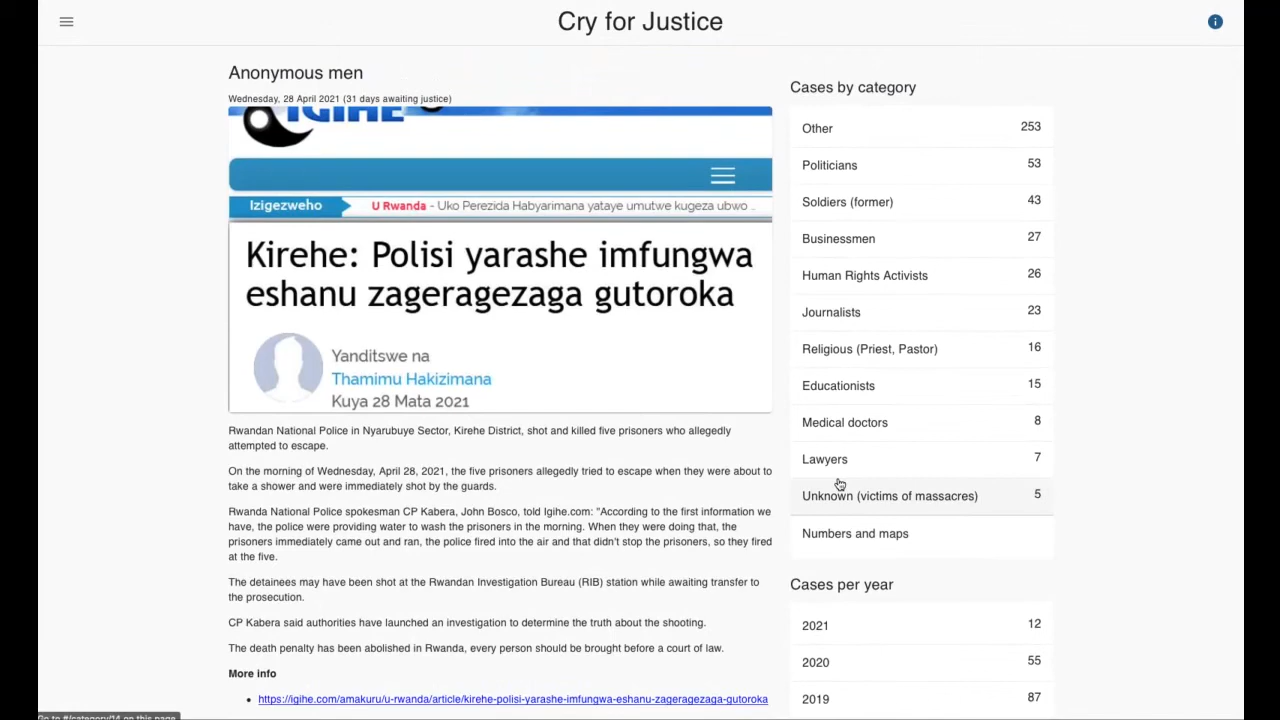 Cry for Justice
Anonymous men
Wednesday, 28 April 2021 (31 days awaiting justice)
IGIHE
Izigezweho
U Rwanda - Uko Perezida Habyarimana yataye umutwe kugeza ubwo ..
Kirehe: Polisi yarashe imfungwa
eshanu zageragezaga gutoroka
Yanditswe na
Thamimu Hakizimana
Kuya 28 Mata 2021
Rwandan National Police in Nyarubuye Sector, Kirehe District, shot and killed five prisoners who allegedly
attempted to escape.
On the morning of Wednesday, April 28, 2021, the five prisoners allegedly tried to escape when they were about to
take a shower and were immediately shot by the guards.
Rwanda National Police spokesman CP Kabera, John Bosco, told Igihe.com: "According to the first information we
have, the police were providing water to wash the prisoners in the morning. When they were doing that, the
prisoners immediately came out and ran, the police fired into the air and that didn't stop the prisoners, so they fired
at the five.
The detainees may have been shot at the Rwandan Investigation Bureau (RIB) station while awaiting transfer to
the prosecution.
CP Kabera said authorities have launched an investigation to determine the truth about the shooting.
The death penalty has been abolished in Rwanda, every person should be brought before a court of law.
More info
https://igihe.com/amakuru/u-rwanda/article/kirehe-polisi-yarashe-imfungwa-eshanu-zageragezaga-gutoroka
Cases by category
Other 253
Politicians 53
Soldiers (former) 43
Businessmen 27
Human Rights Activists 26
Journalists 23
Religious (Priest, Pastor) 16
Educationists 15
Medical doctors 8
Lawyers 7
Unknown (victims of massacres) 5
Numbers and maps
Cases per year
2021 12
2020 55
2019 87
Go to #/category/14 on this page